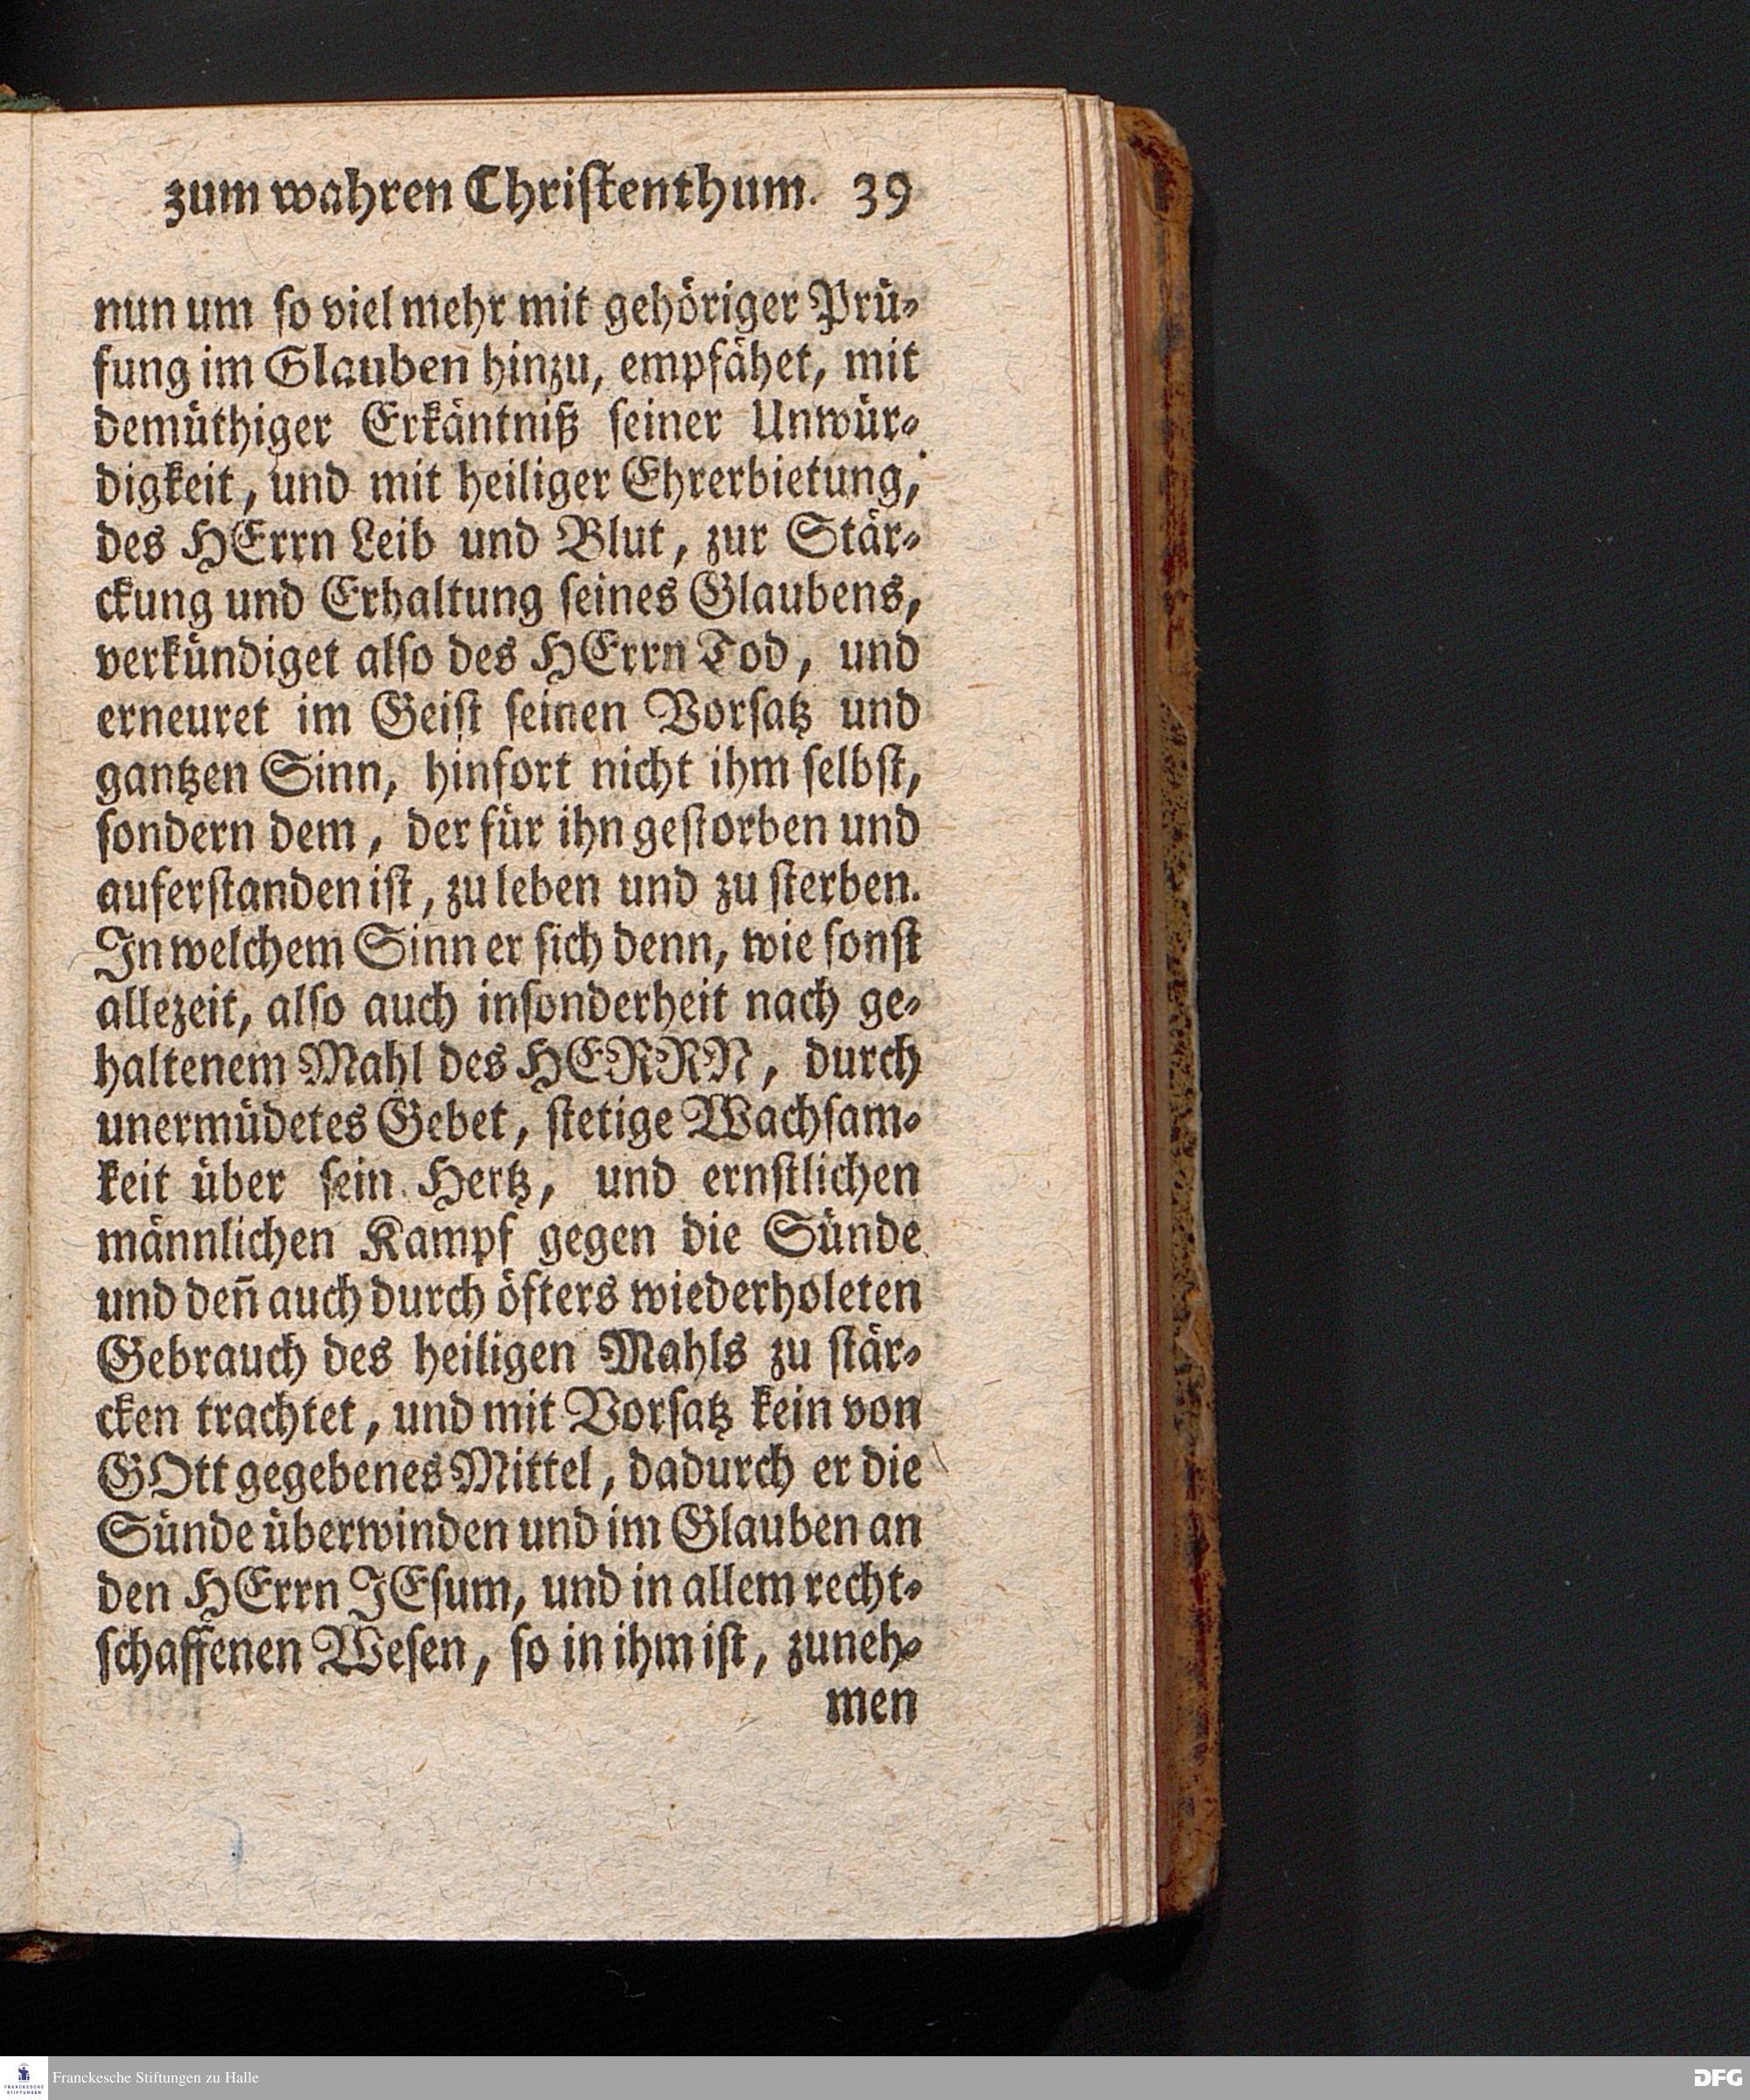 zum wahren Chriſtenthum. 39
nun um ſo viel mehr mit gehöriger Prü-
fung im Glauben hinzu, empfähet, mit
demüthiger Erkäntniß ſeiner Unwür-
digkeit, und mit heiliger Ehrerbietung,
des HErrn Leib und Blut, zur Stär-
ckung und Erhaltung ſeines Glaubens,
verkündiget alſo des HErrn Tod, und
erneuret im Geiſt ſeinen Vorſatz und
gantzen Sinn, hinfort nicht ihm ſelbſt,
ſondern dem, der für ihn geſtorben und
auferſtanden iſt, zu leben und zu ſterben.
In welchem Sinn er ſich denn, wie ſonſt
allezeit, alſo auch inſonderheit nach ge-
haltenem Mahl des HERRN, durch
unermüdetes Gebet, ſtetige Wachſam-
keit über ſein Hertz, und ernſtlichen
männlichen Kampf gegen die Sünde
und deñ auch durch öfters wiederholeten
Gebrauch des heiligen Mahls zu ſtär-
cken trachtet, und mit Vorſatz kein von
GOtt gegebenes Mittel, dadurch er die
Sünde überwinden und im Glauben an
den HErrn JEſum, und in allem recht-
ſchaffenen Weſen, ſo in ihm iſt, zuneh-
men
FRANCKESCHE
STIFTUNGEN
Franckesche Stiftungen zu Halle
DFG